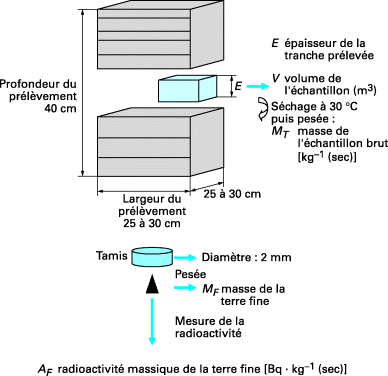 E épaisseur de la
tranche prélevée
Profondeur du
prélèvement
40 cm
E
V volume de
l'échantillon (m³)
Séchage à 30 °C
puis pesée :
M_T masse de
l'échantillon brut
[kg⁻¹ (sec)]
25 à 30 cm
Largeur du
prélèvement
25 à 30 cm
Tamis
Diamètre : 2 mm
Pesée
M_F masse de la
terre fine
Mesure de la
radioactivité
A_F radioactivité massique de la terre fine [Bq · kg⁻¹ (sec)]